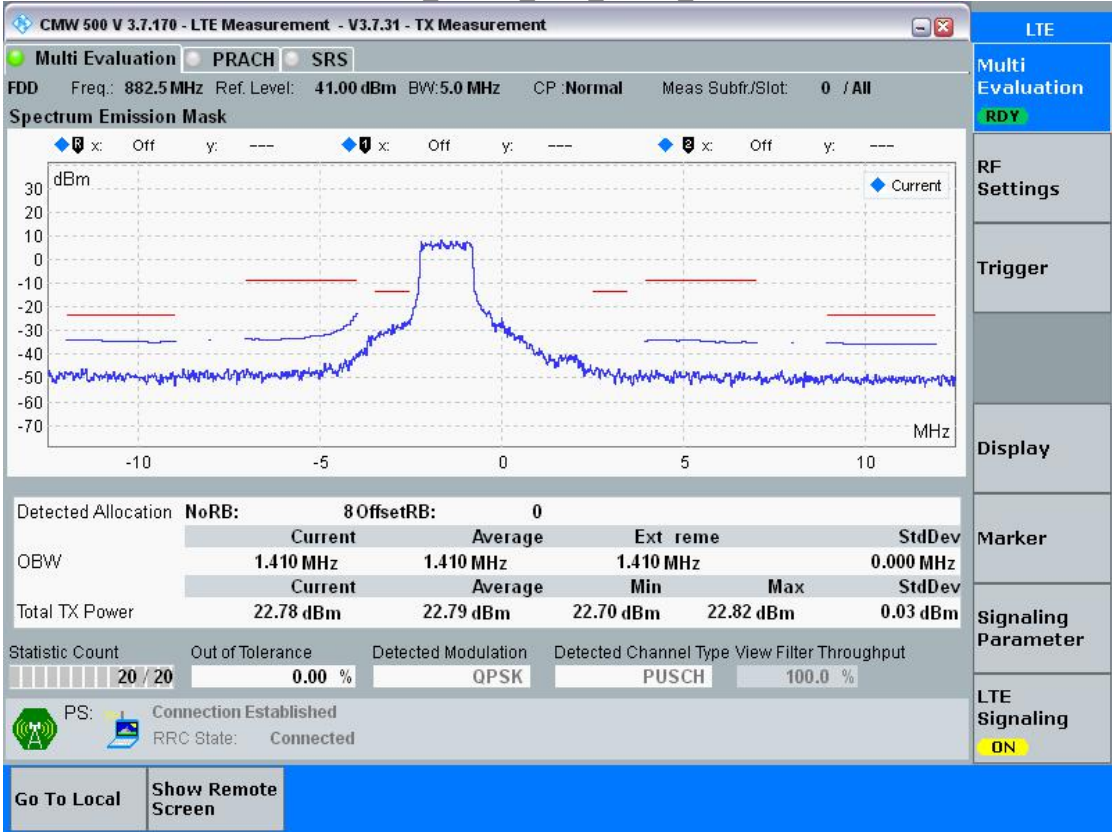 CMW 500 V 3.7.170 - LTE Measurement - V3.7.31 - TX Measurement
LTE
Multi Evaluation PRACH SRS
Multi Evaluation
RDY
FDD Freq.: 882.5 MHz Ref. Level: 41.00 dBm BW: 5.0 MHz CP : Normal Meas Subfr./Slot: 0 / All
Spectrum Emission Mask
R x: Off y: --- 1 x: Off y: --- 2 x: Off y: ---
dBm
Current
30
20
10
0
-10
-20
-30
-40
-50
-60
-70
MHz
-10 -5 0 5 10
RF
Settings
Trigger
Display
Marker
Signaling
Parameter
LTE
Signaling
ON
Detected Allocation NoRB: 8 OffsetRB: 0
Current Average Ext reme StdDev
OBW 1.410 MHz 1.410 MHz 1.410 MHz 0.000 MHz
Current Average Min Max StdDev
Total TX Power 22.78 dBm 22.79 dBm 22.70 dBm 22.82 dBm 0.03 dBm
Statistic Count Out of Tolerance Detected Modulation Detected Channel Type View Filter Throughput
20 / 20 0.00 % QPSK PUSCH 100.0 %
PS: Connection Established
RRC State: Connected
Go To Local
Show Remote
Screen